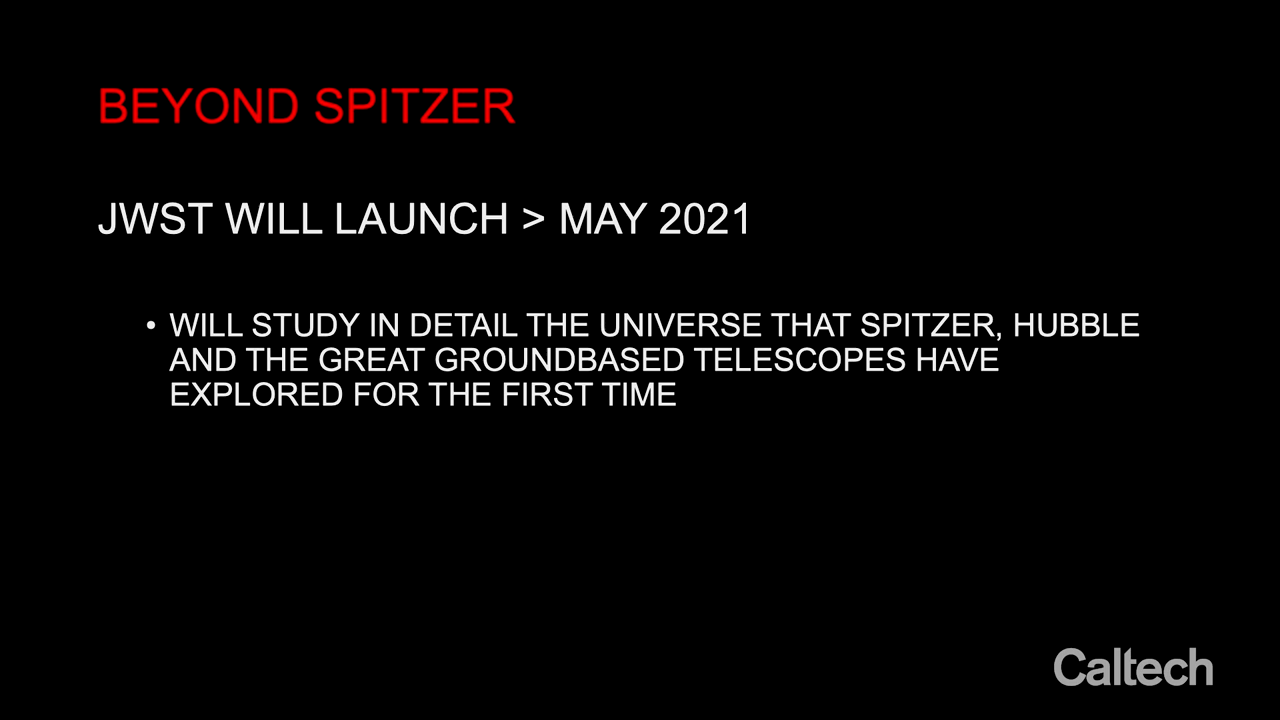 BEYOND SPITZER
JWST WILL LAUNCH > MAY 2021
• WILL STUDY IN DETAIL THE UNIVERSE THAT SPITZER, HUBBLE
AND THE GREAT GROUNDBASED TELESCOPES HAVE
EXPLORED FOR THE FIRST TIME
Caltech